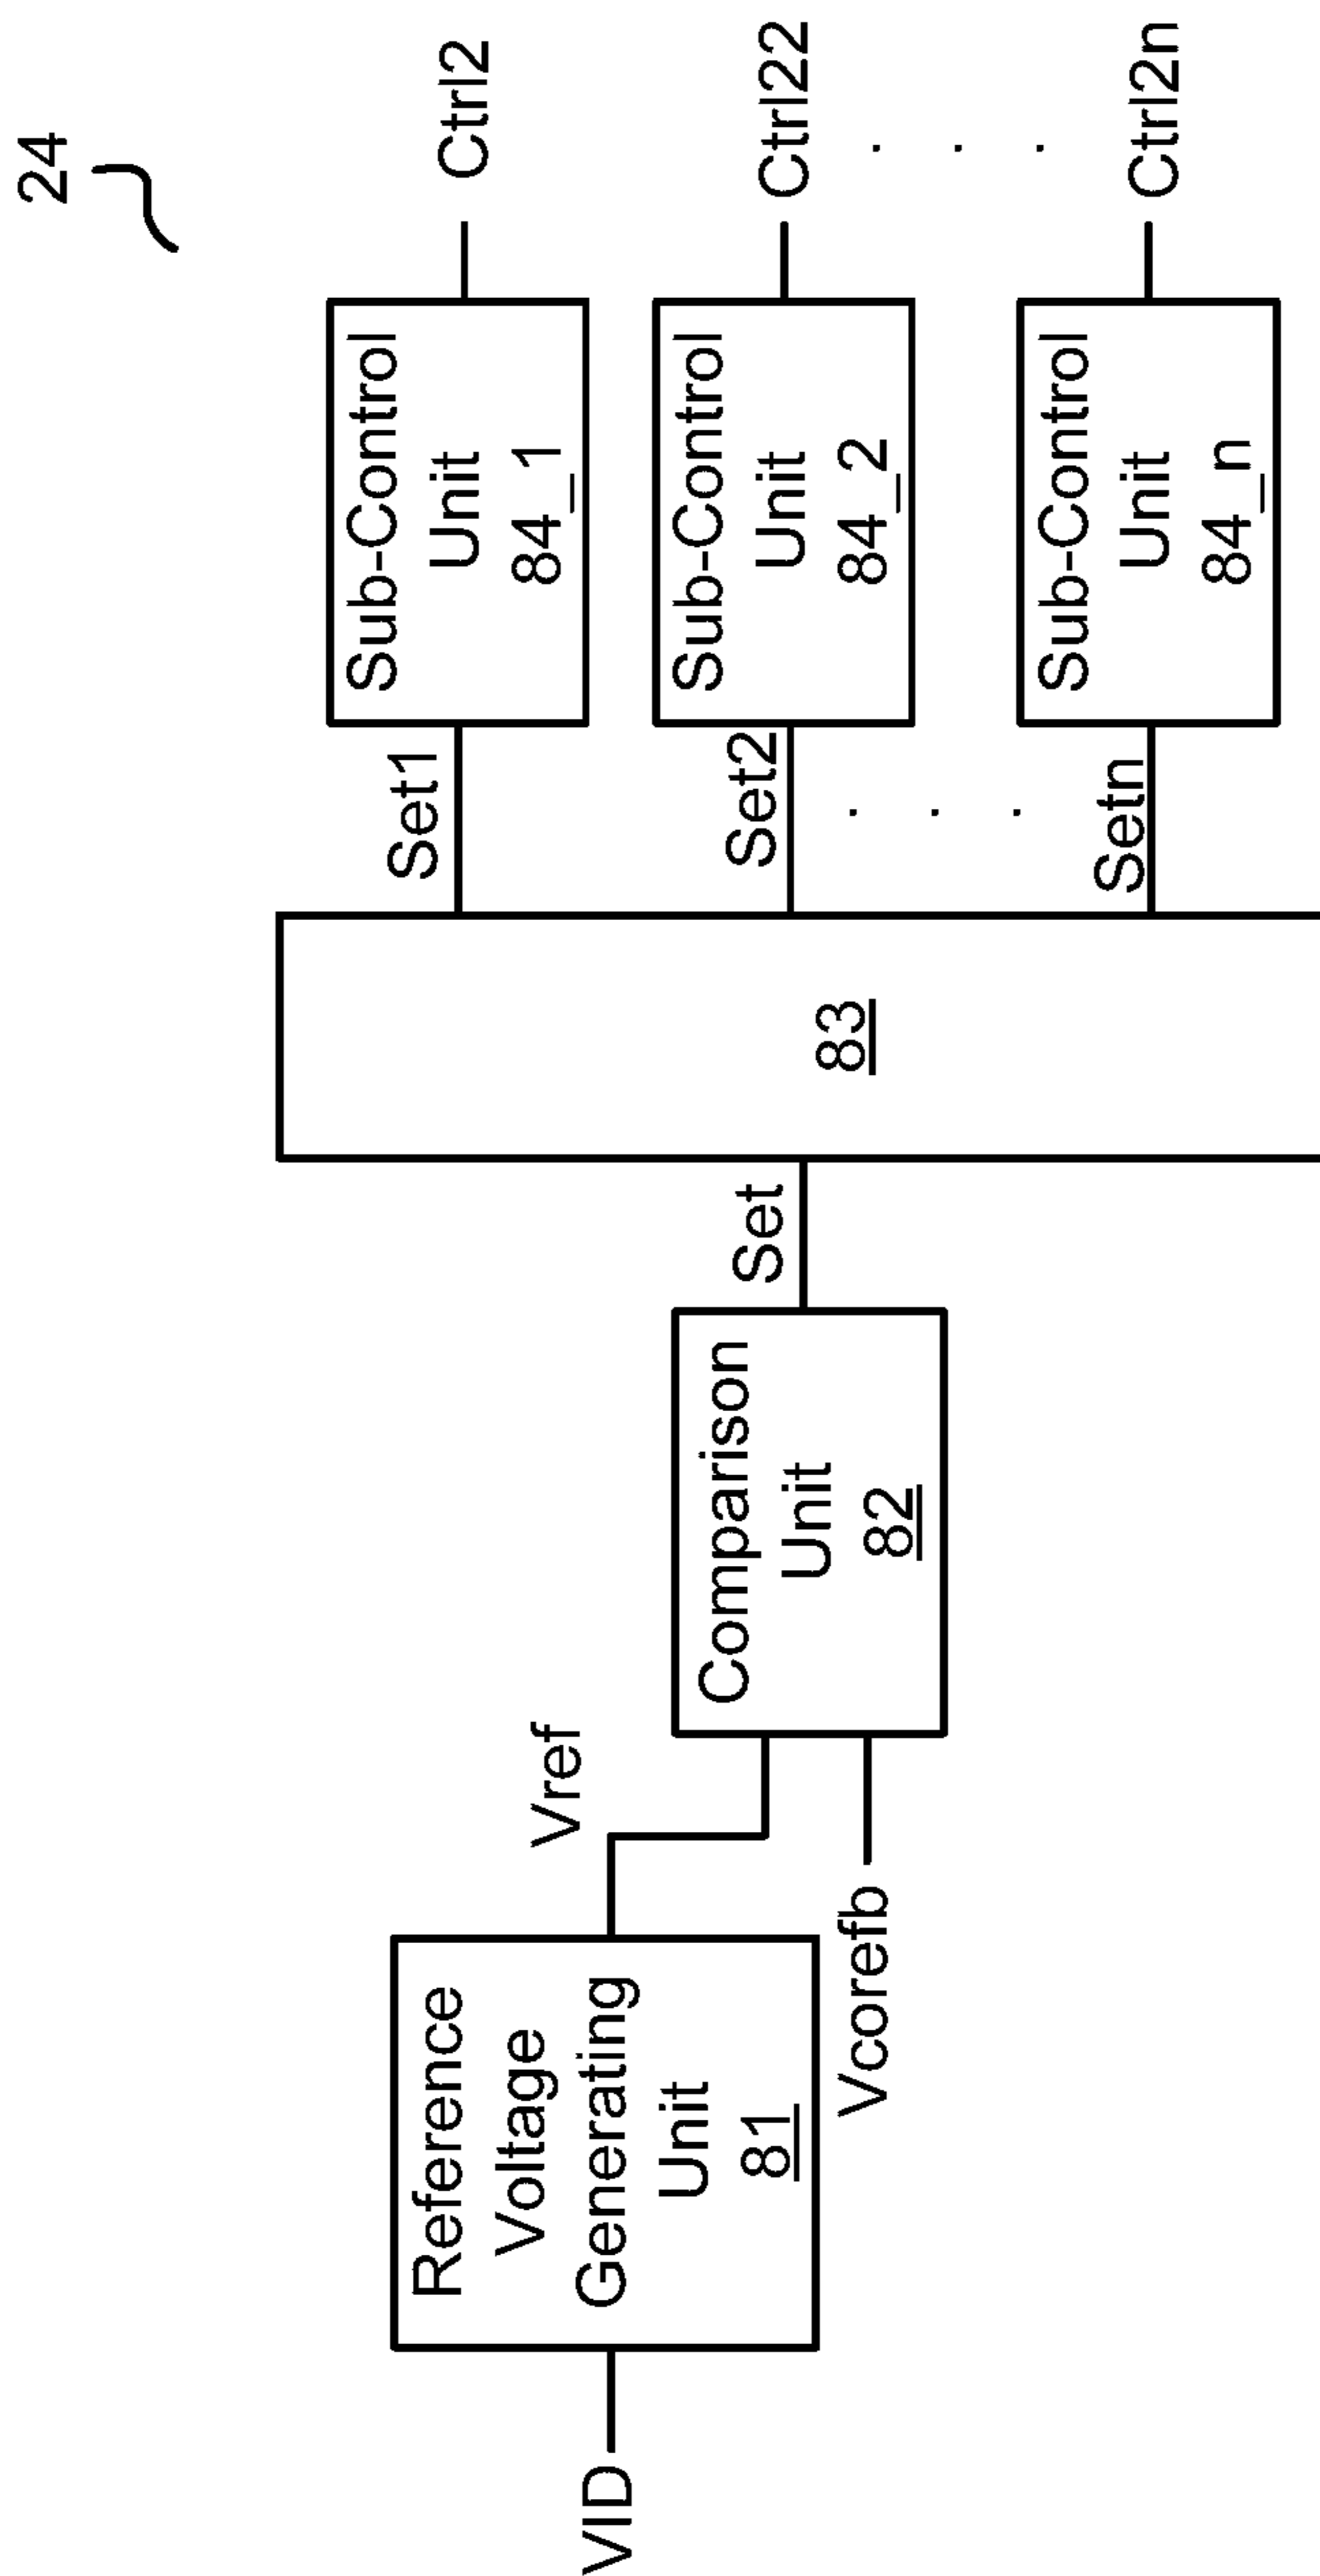 24
VID
Reference
Voltage
Generating
Unit
81
Vref
Vcorefb
Comparison
Unit
82
Set
83
Set1
Set2
. . .
Setn
Sub-Control
Unit
84_1
Sub-Control
Unit
84_2
Sub-Control
Unit
84_n
Ctrl2
Ctrl22
. . .
Ctrl2n